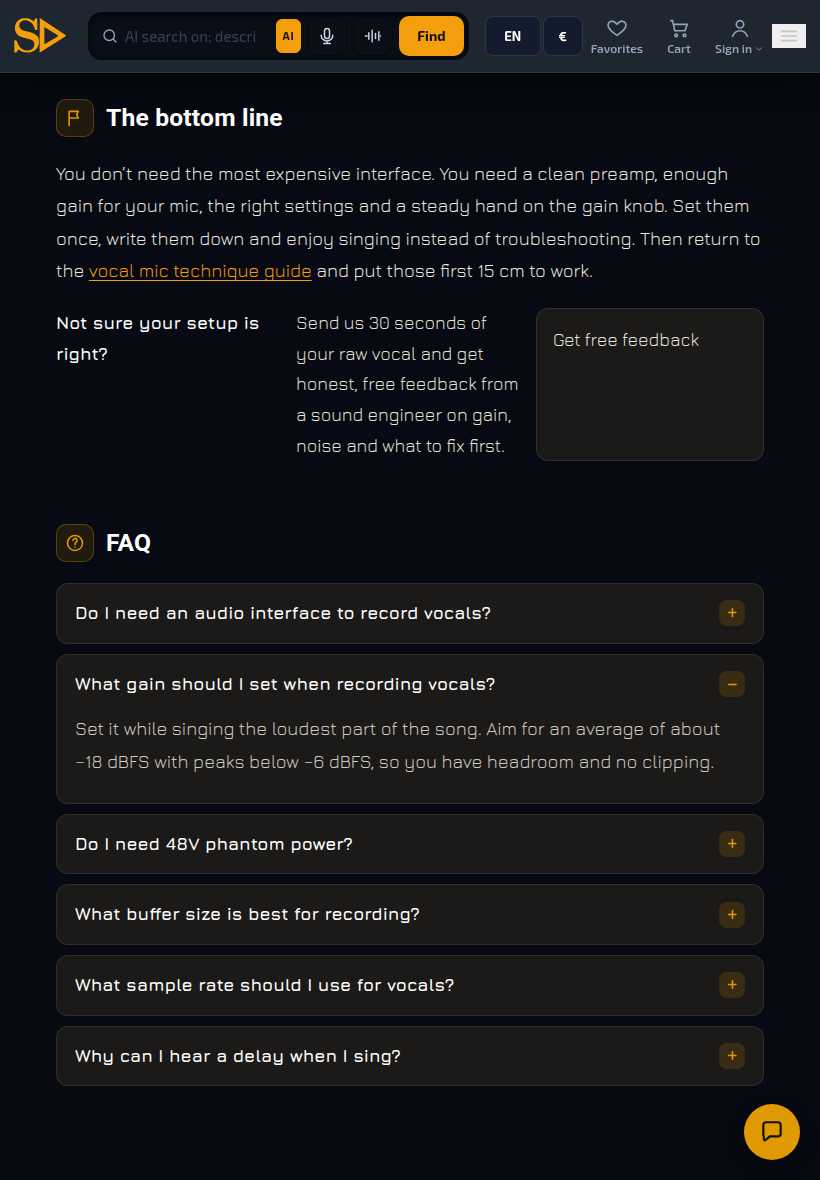 SD
AI search on: descri
AI
Find
EN
€
Favorites
Cart
Sign in
The bottom line
You don't need the most expensive interface. You need a clean preamp, enough
gain for your mic, the right settings and a steady hand on the gain knob. Set them
once, write them down and enjoy singing instead of troubleshooting. Then return to
the vocal mic technique guide and put those first 15 cm to work.
Not sure your setup is
right?
Send us 30 seconds of
your raw vocal and get
honest, free feedback from
a sound engineer on gain,
noise and what to fix first.
Get free feedback
FAQ
Do I need an audio interface to record vocals?
+
What gain should I set when recording vocals?
−
Set it while singing the loudest part of the song. Aim for an average of about
−18 dBFS with peaks below −6 dBFS, so you have headroom and no clipping.
Do I need 48V phantom power?
+
What buffer size is best for recording?
+
What sample rate should I use for vocals?
+
Why can I hear a delay when I sing?
+